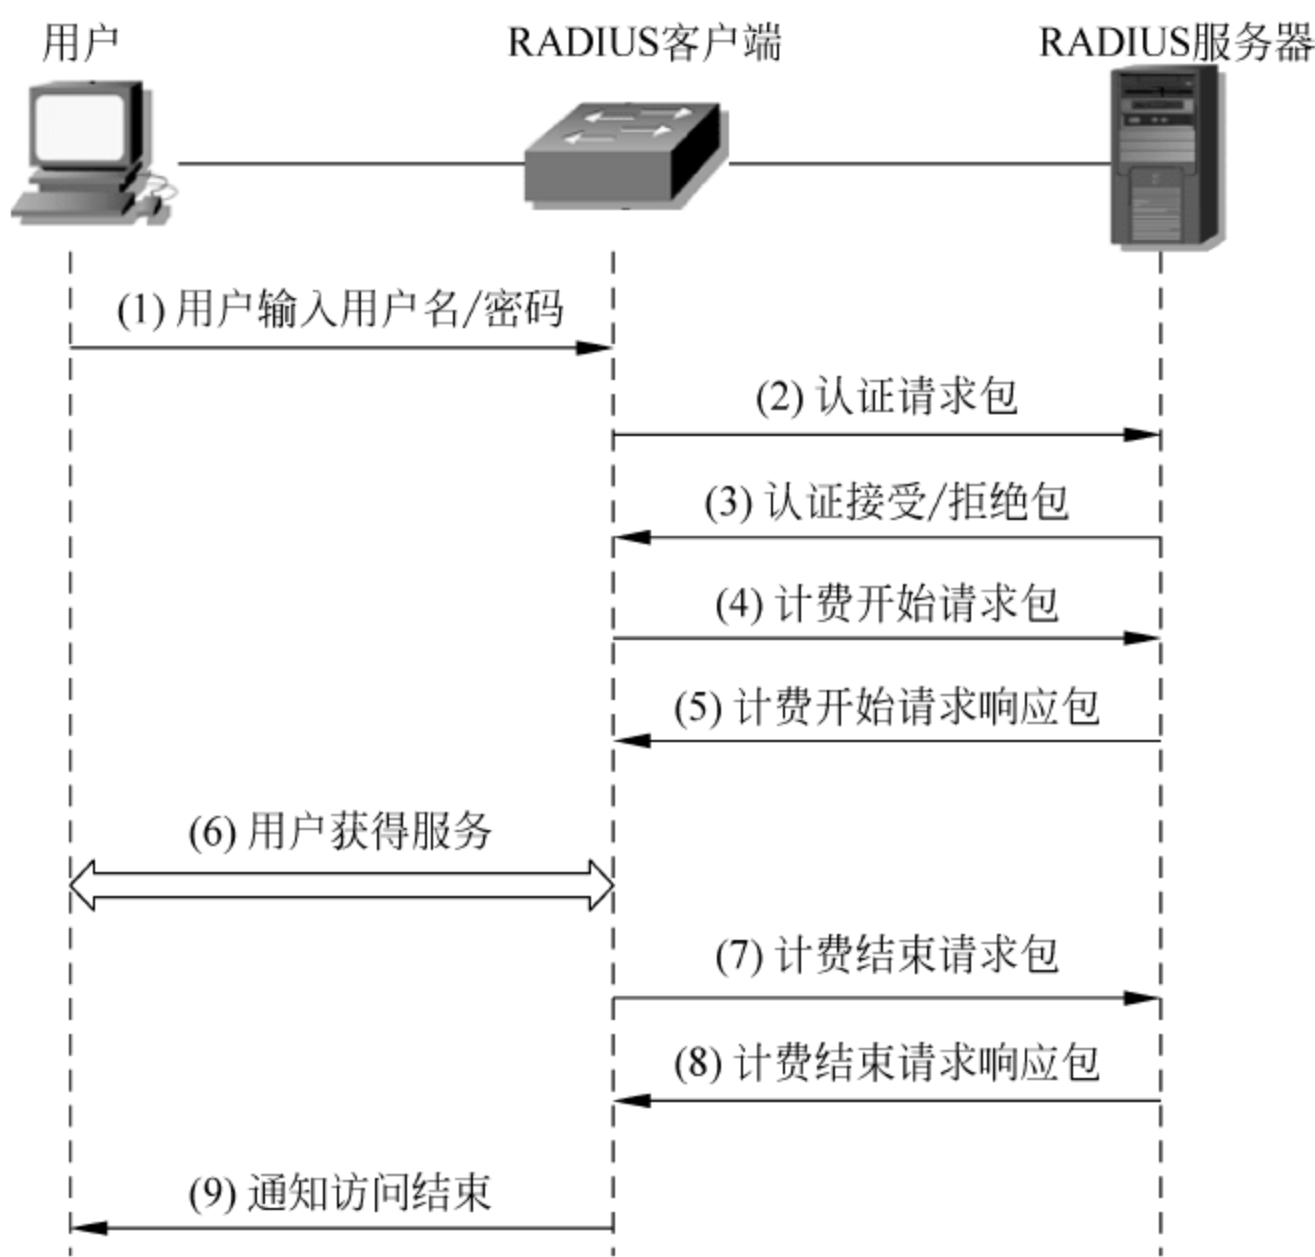 用户
RADIUS客户端
RADIUS服务器
(1) 用户输入用户名/密码
(2) 认证请求包
(3) 认证接受/拒绝包
(4) 计费开始请求包
(5) 计费开始请求响应包
(6) 用户获得服务
(7) 计费结束请求包
(8) 计费结束请求响应包
(9) 通知访问结束